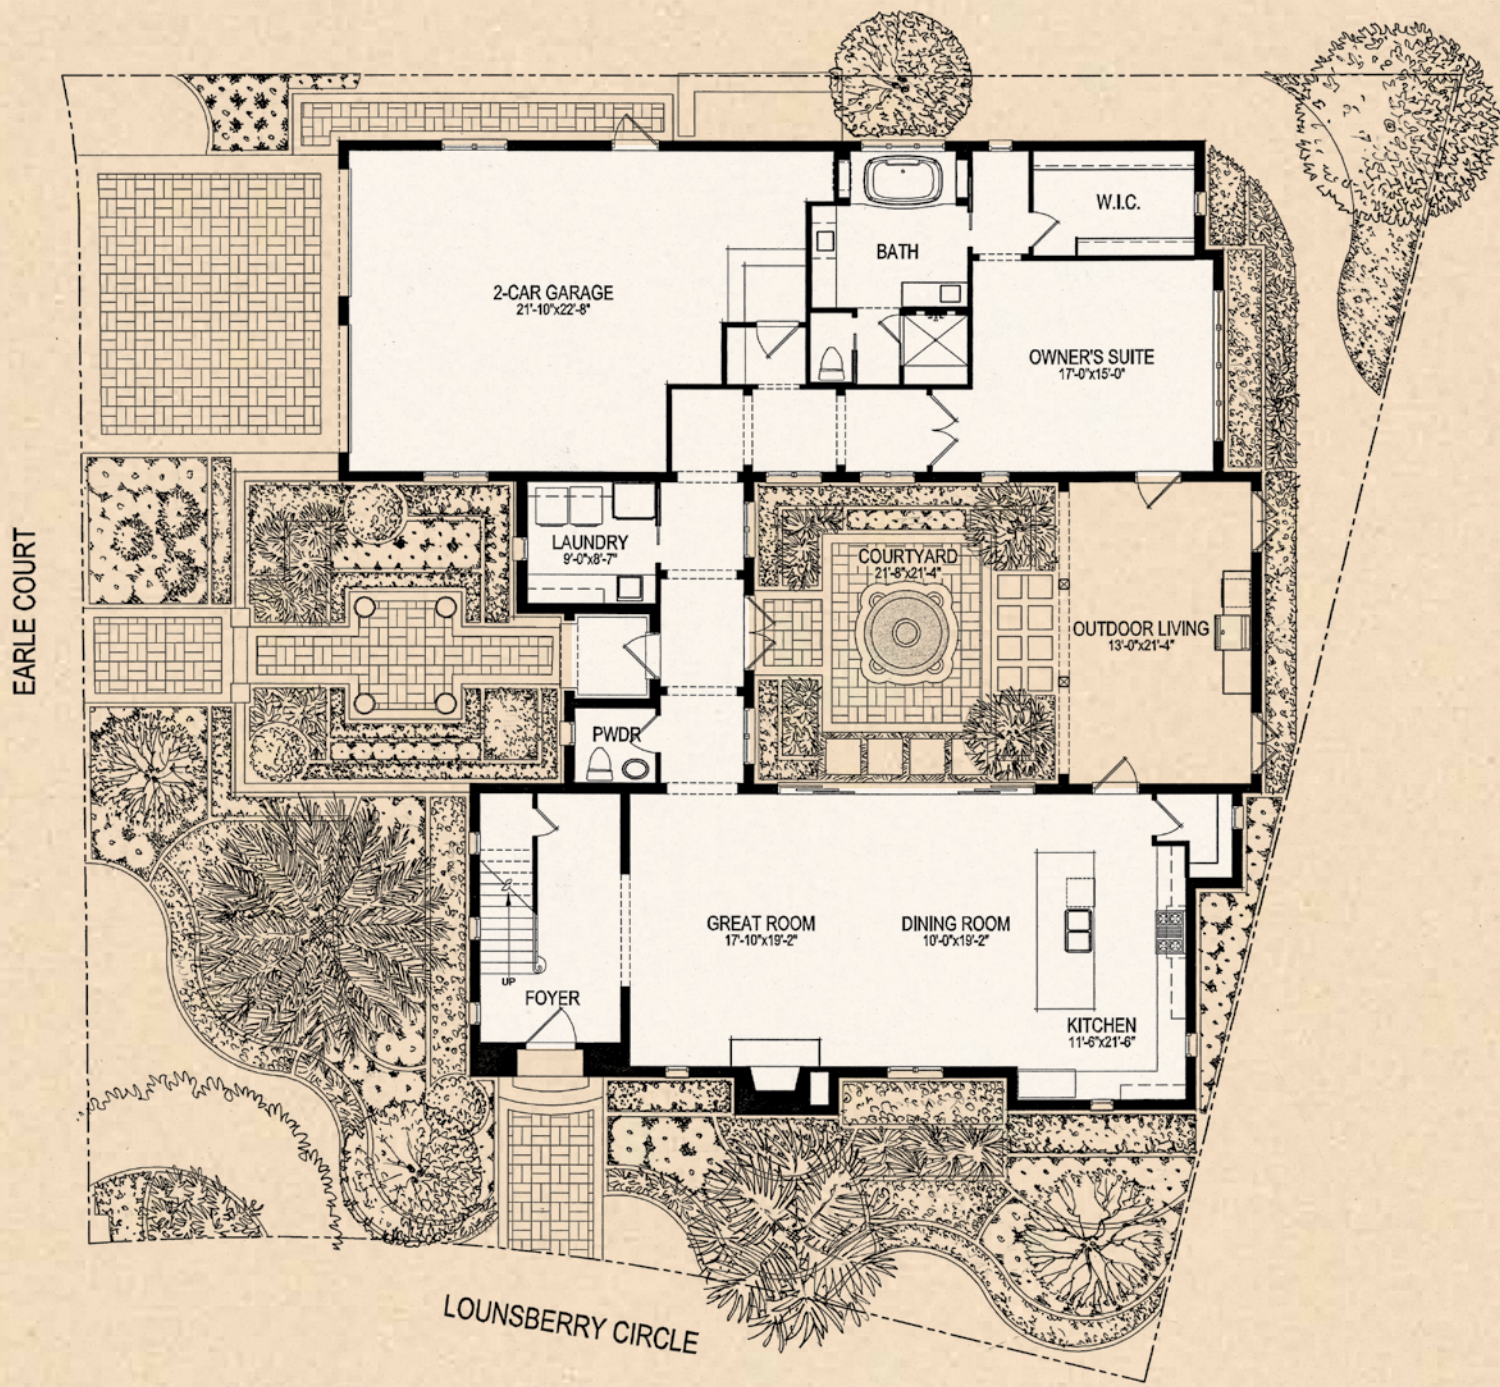 W.I.C.
BATH
2-CAR GARAGE
21'-10"x22'-8"
OWNER'S SUITE
17'-0"x15'-0"
LAUNDRY
9'-0"x8'-7"
COURTYARD
21'-8"x21'-4"
EARLE COURT
OUTDOOR LIVING
13'-0"x21'-4"
PWDR
GREAT ROOM
17'-10"x19'-2"
DINING ROOM
10'-0"x19'-2"
UP
FOYER
KITCHEN
11'-6"x21'-6"
LOUNSBERRY CIRCLE